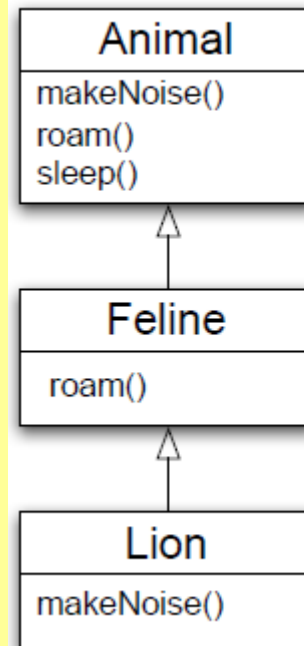 Animal
makeNoise()
roam()
sleep()
Feline
roam()
Lion
makeNoise()